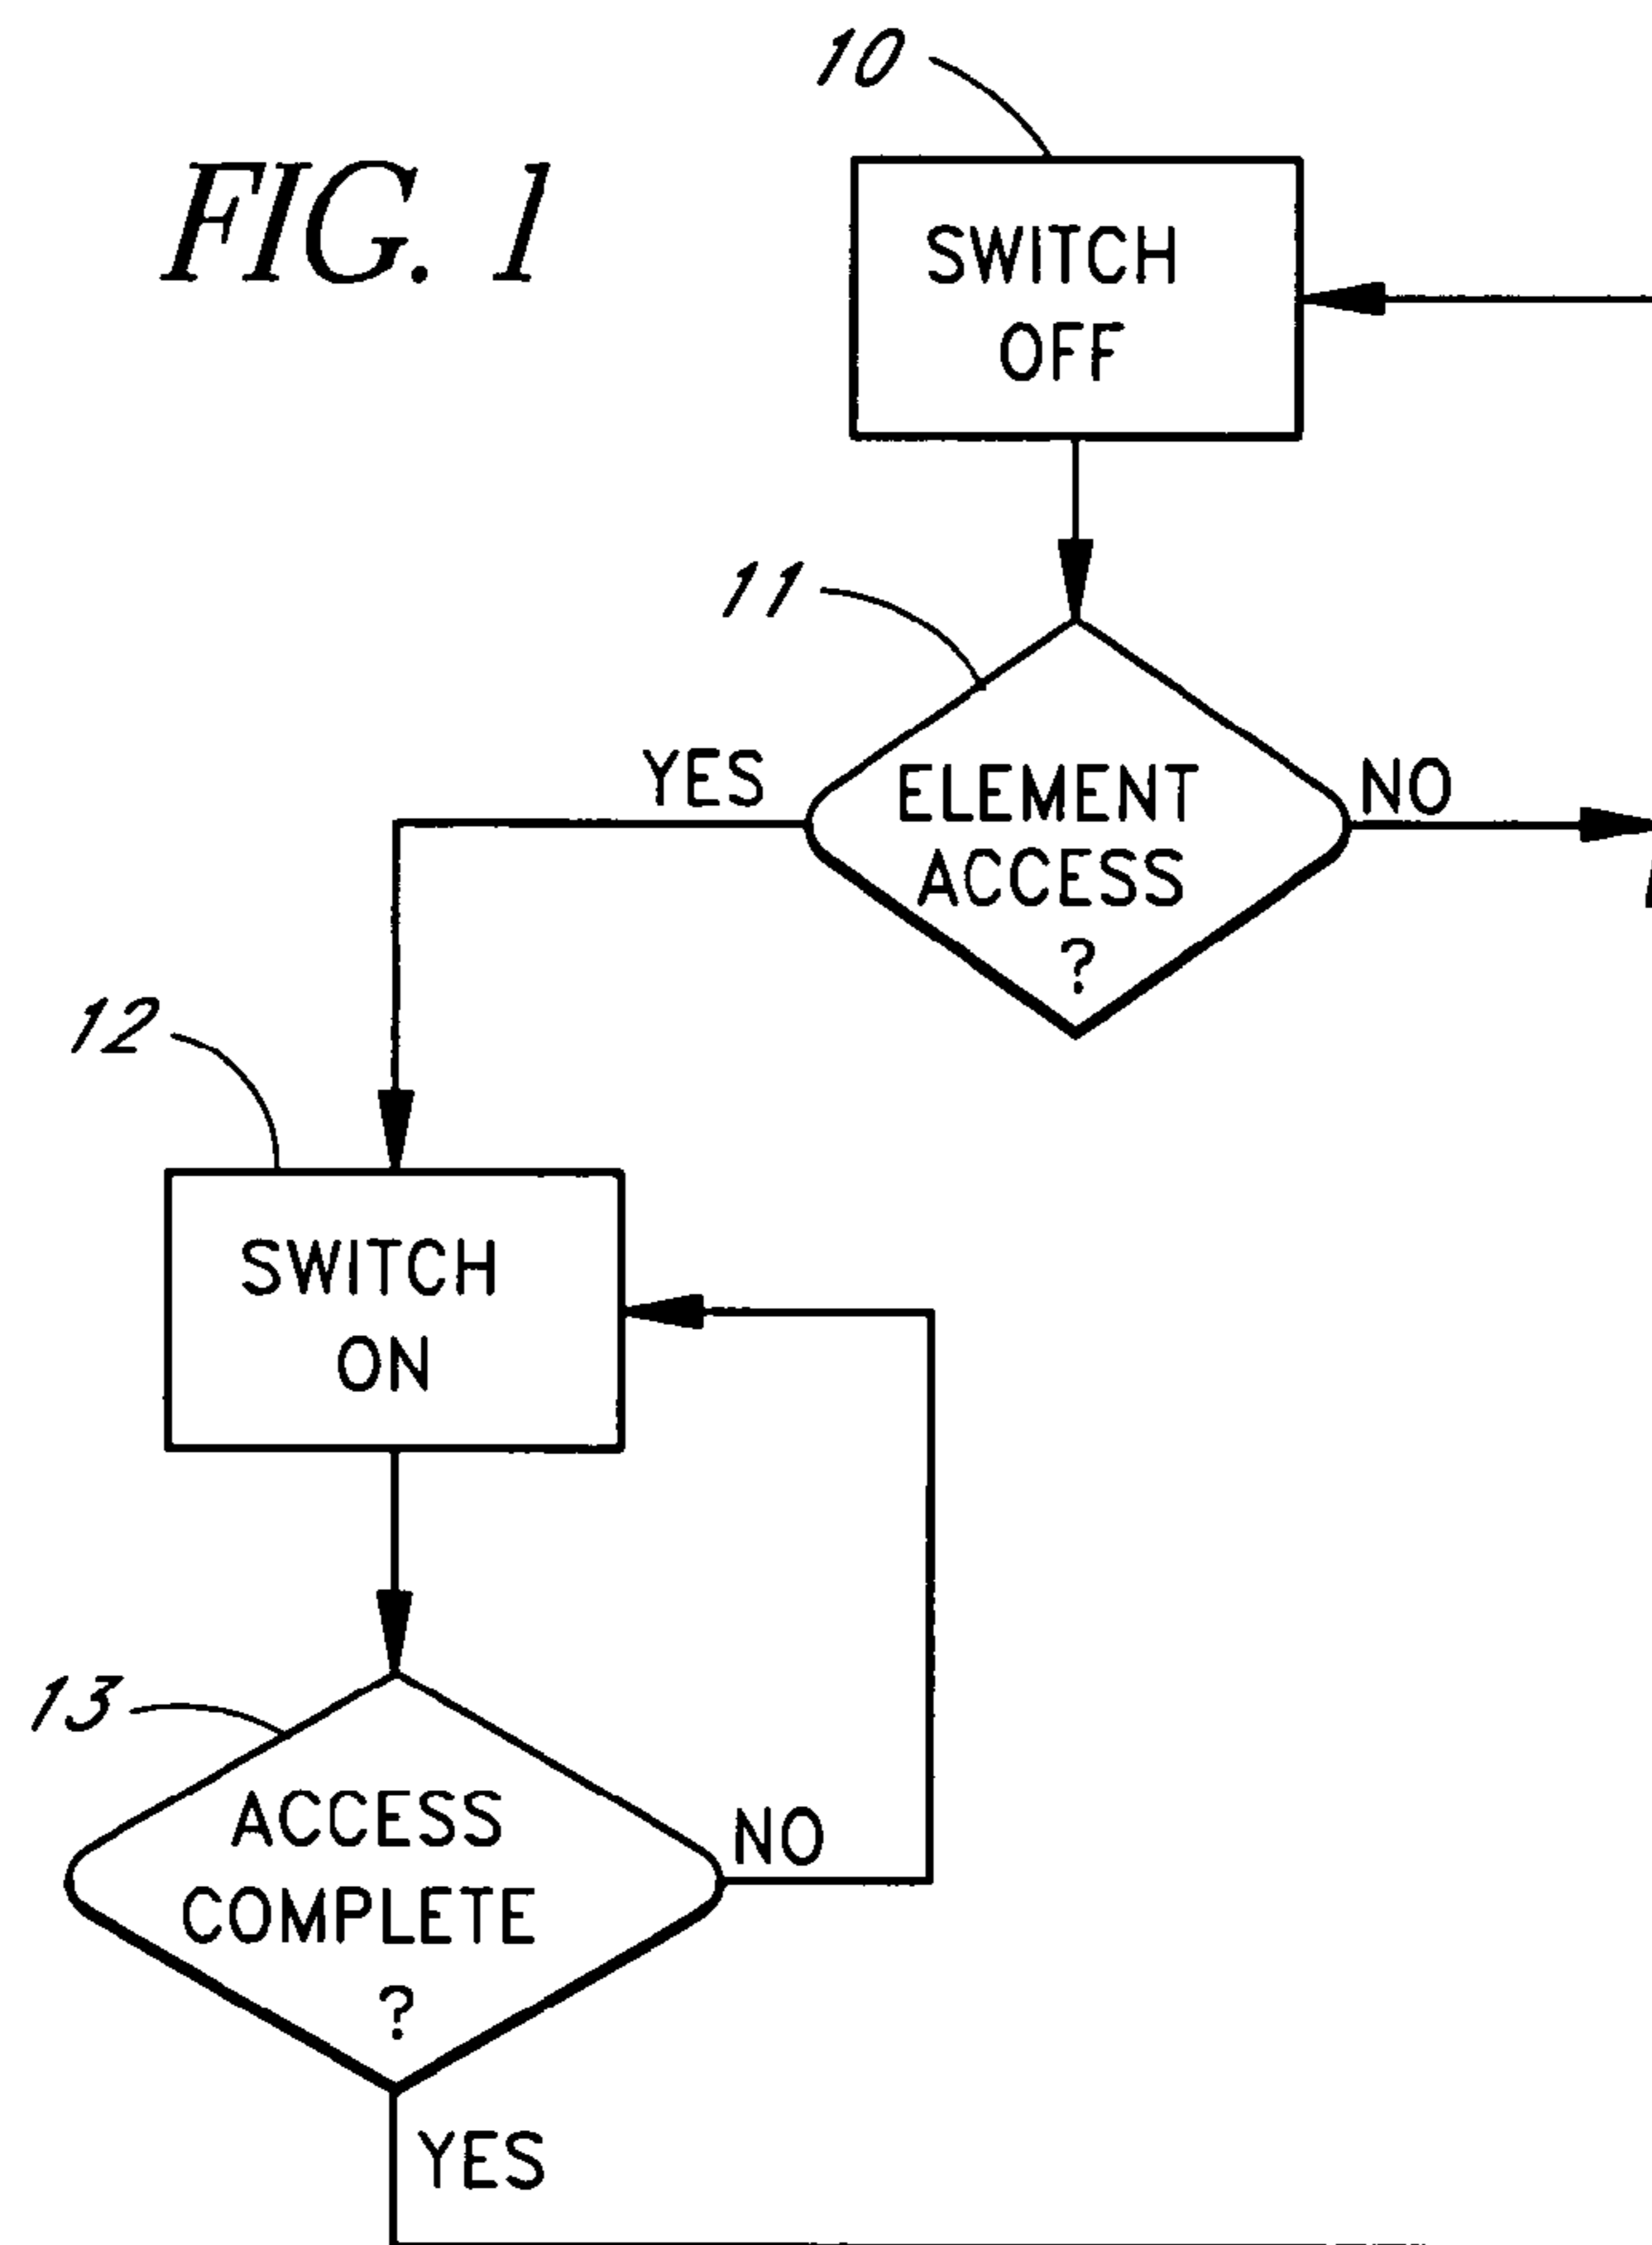 FIG. 1
10
SWITCH
OFF
11
YES
ELEMENT
ACCESS
?
NO
12
SWITCH
ON
13
ACCESS
COMPLETE
?
NO
YES